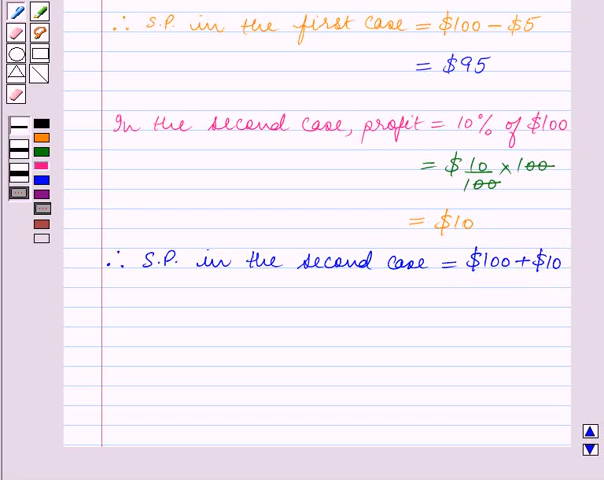 ∴ S.P. in the first case = $100 - $5
= $95
In the second case, profit = 10% of $100
= $ 10/100 × 100
= $10
∴ S.P. in the second case = $100 + $10